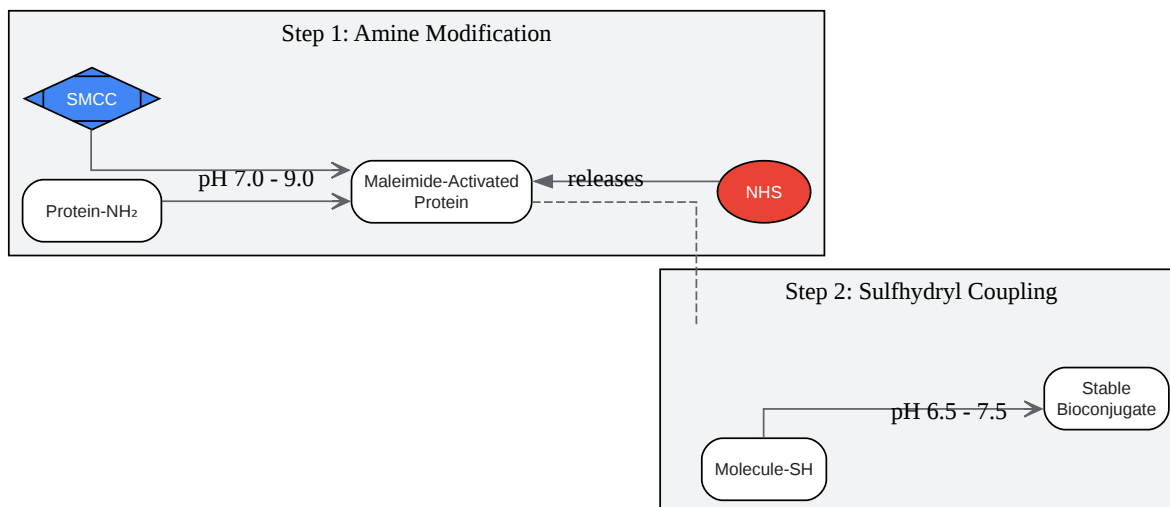 Step 1: Amine Modification
SMCC
pH 7.0 - 9.0
Protein-NH₂
Maleimide-Activated
Protein
releases
NHS
Step 2: Sulfhydryl Coupling
Stable
Bioconjugate
pH 6.5 - 7.5
Molecule-SH